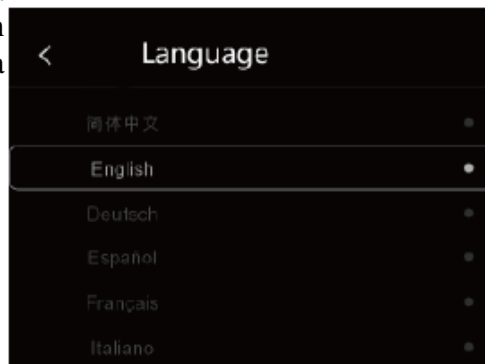 < Language
简体中文
English
Deutsch
Español
Français
Italiano